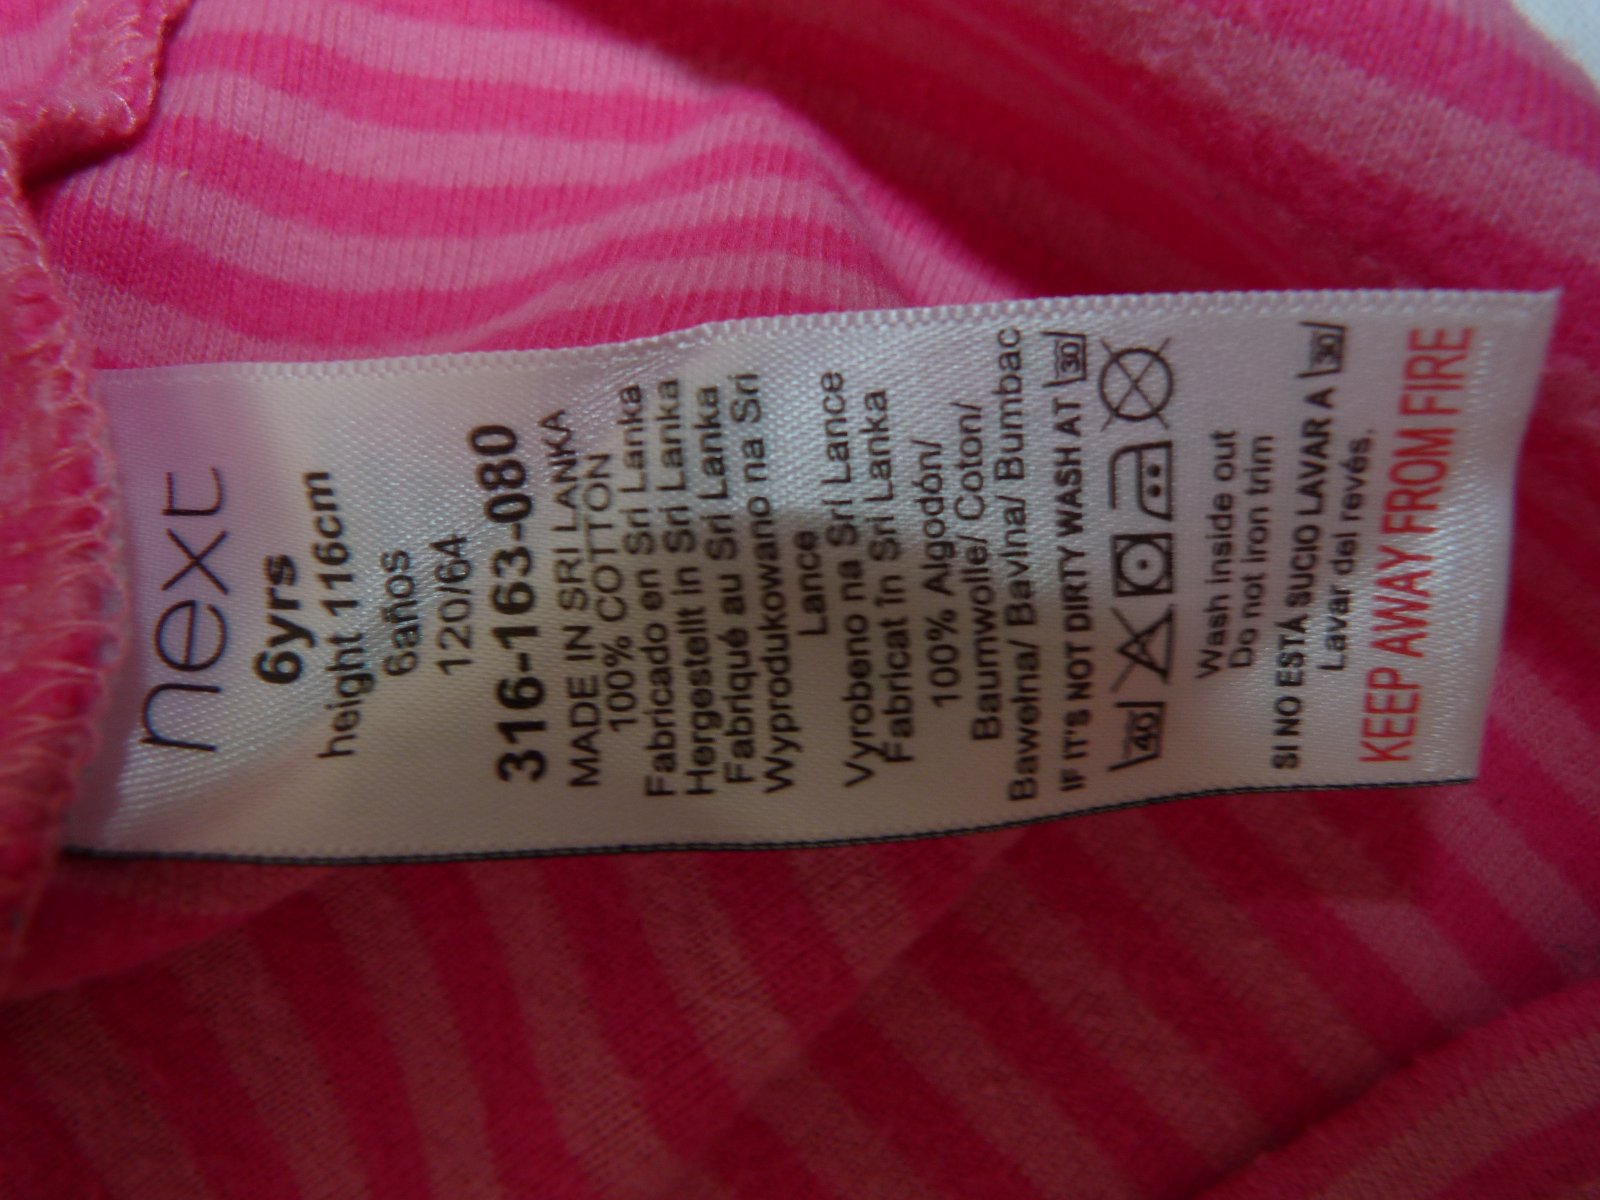 next
6yrs
height 116cm
6años
120/64
316-163-080
MADE IN SRI LANKA
100% COTTON
Fabricado en Sri Lanka
Hergestellt in Sri Lanka
Fabriqué au Sri Lanka
Wyprodukowano na Sri
Lance
Vyrobeno na Srí Lance
Fabricat în Sri Lanka
100% Algodón/
Baumwolle/ Coton/
Bawełna/ Bavlna/ Bumbac
IF IT'S NOT DIRTY WASH AT 30
40
Wash inside out
Do not iron trim
SI NO ESTÁ SUCIO LAVAR A 30
Lavar del revés.
KEEP AWAY FROM FIRE